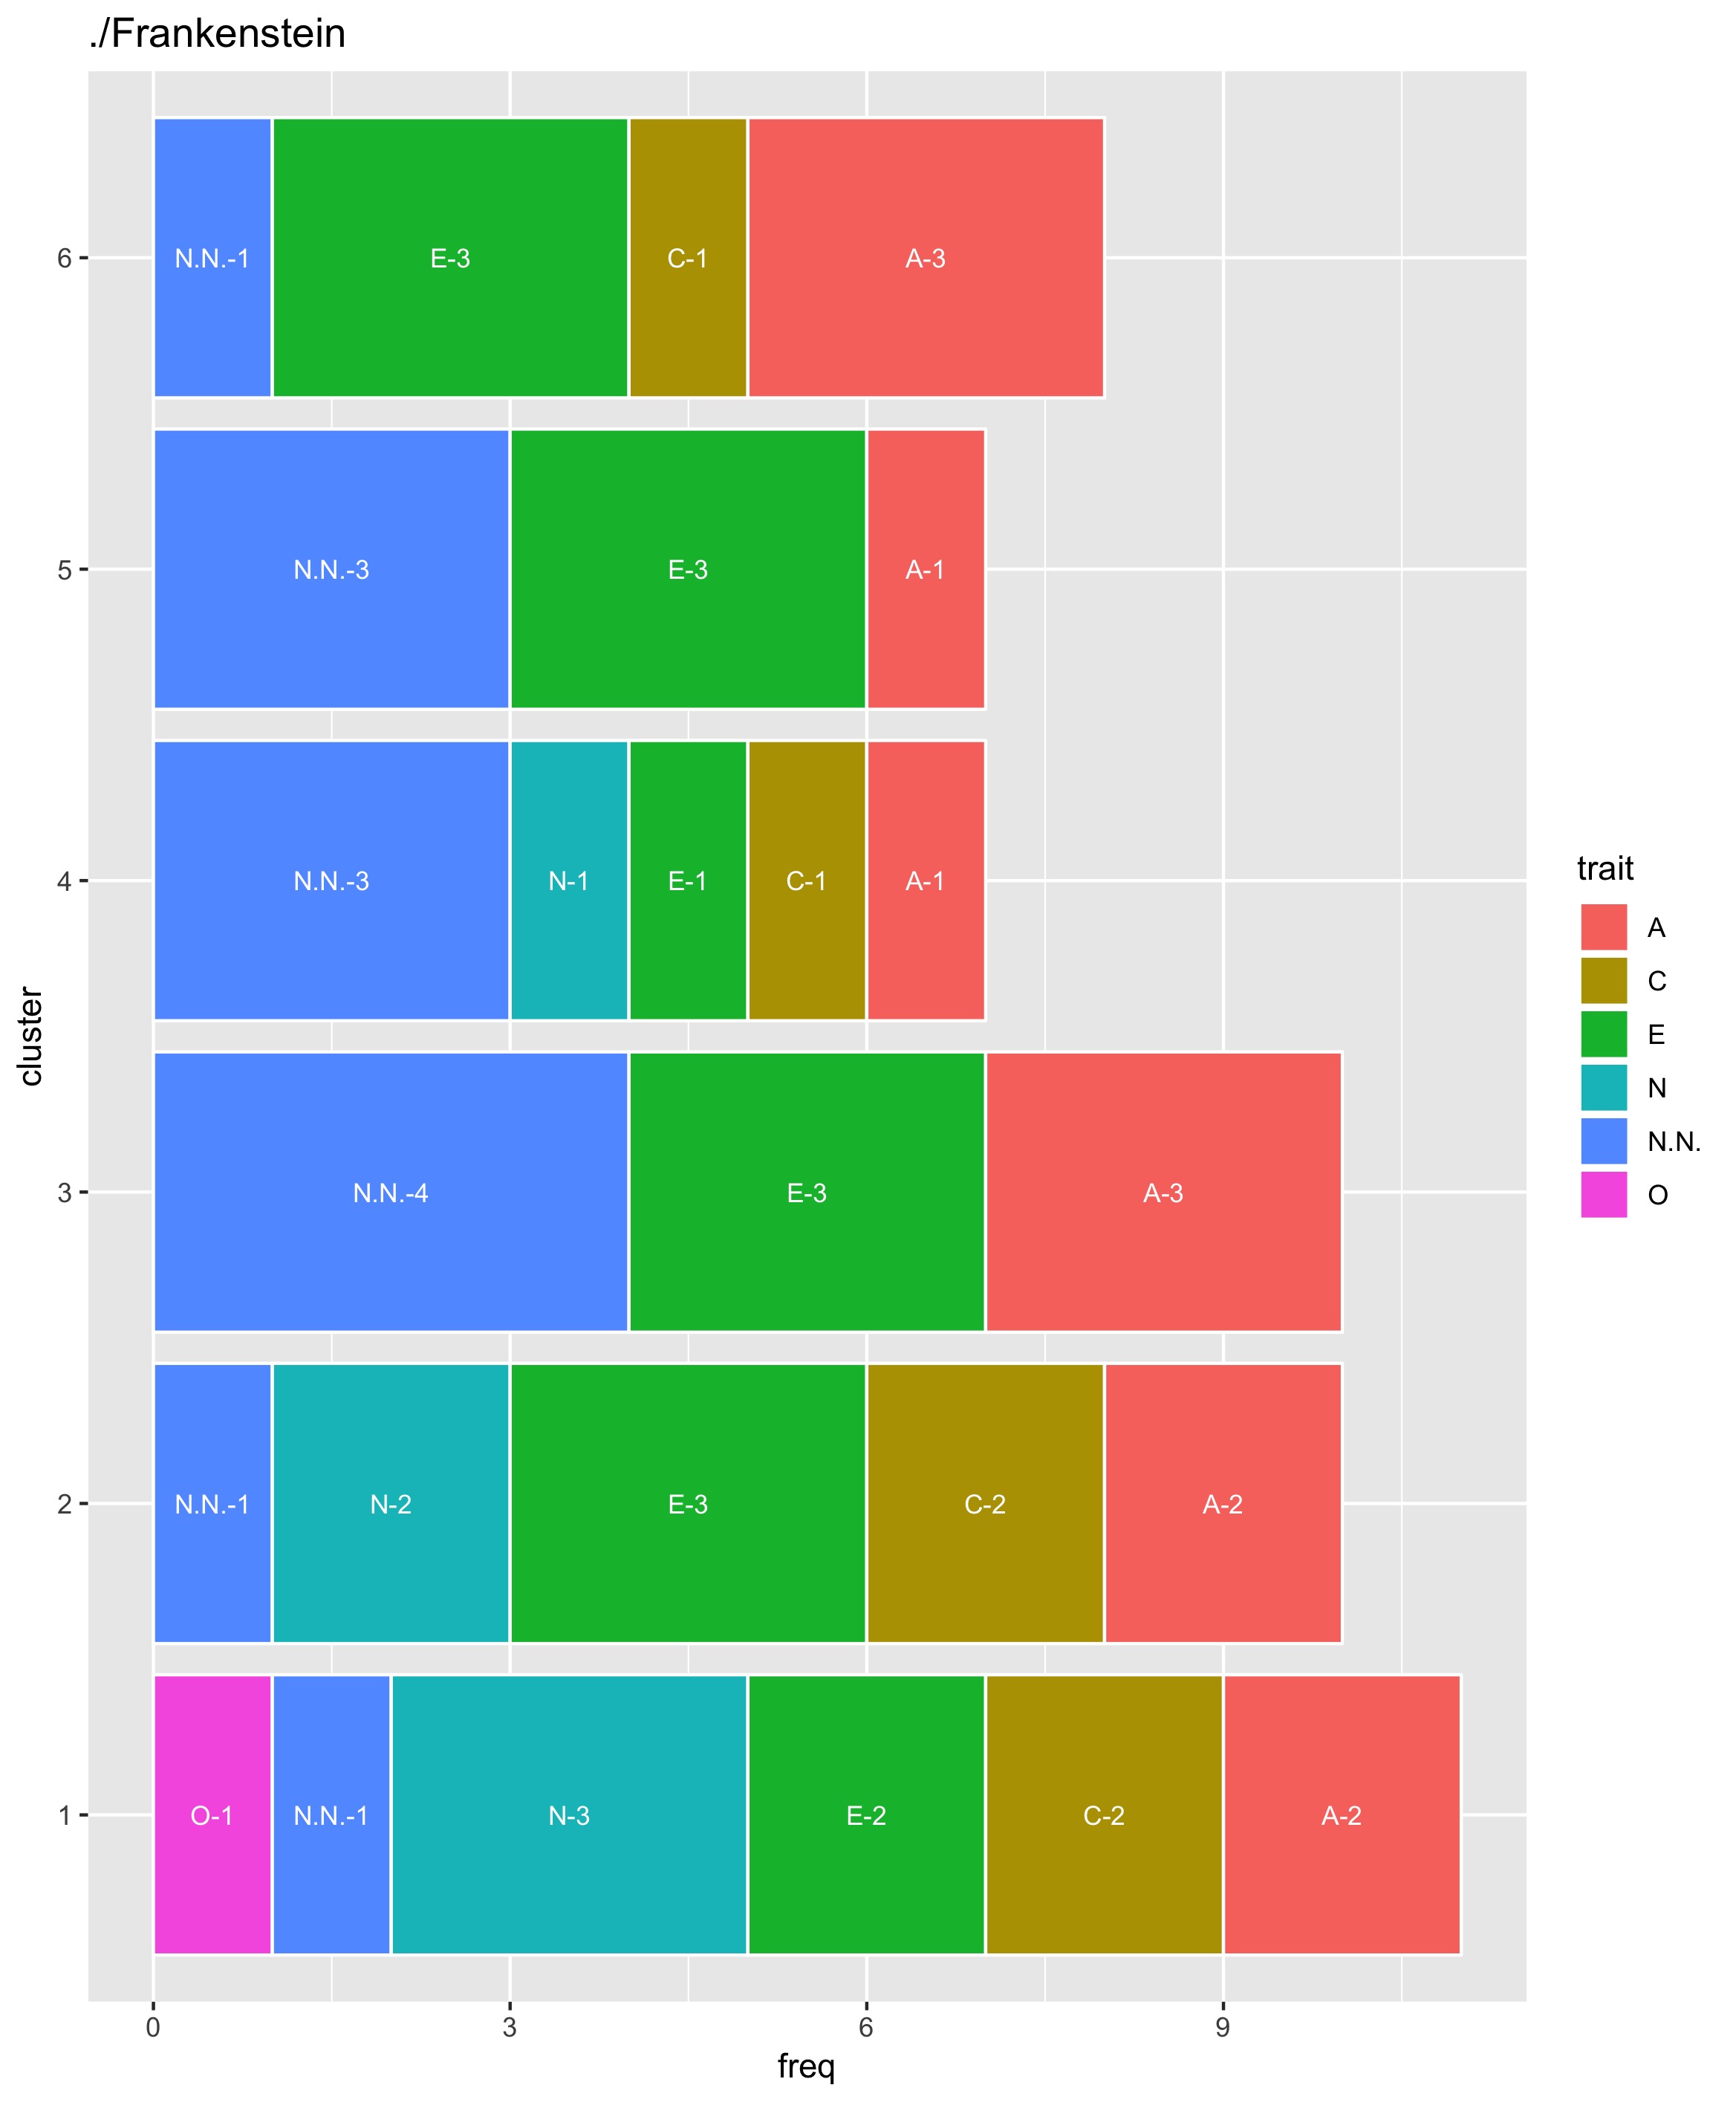 ./Frankenstein
6
N.N.-1
E-3
C-1
A-3
5
N.N.-3
E-3
A-1
4
N.N.-3
N-1
E-1
C-1
A-1
3
N.N.-4
E-3
A-3
2
N.N.-1
N-2
E-3
C-2
A-2
1
O-1
N.N.-1
N-3
E-2
C-2
A-2
0
3
6
9
freq
cluster
trait
A
C
E
N
N.N.
O